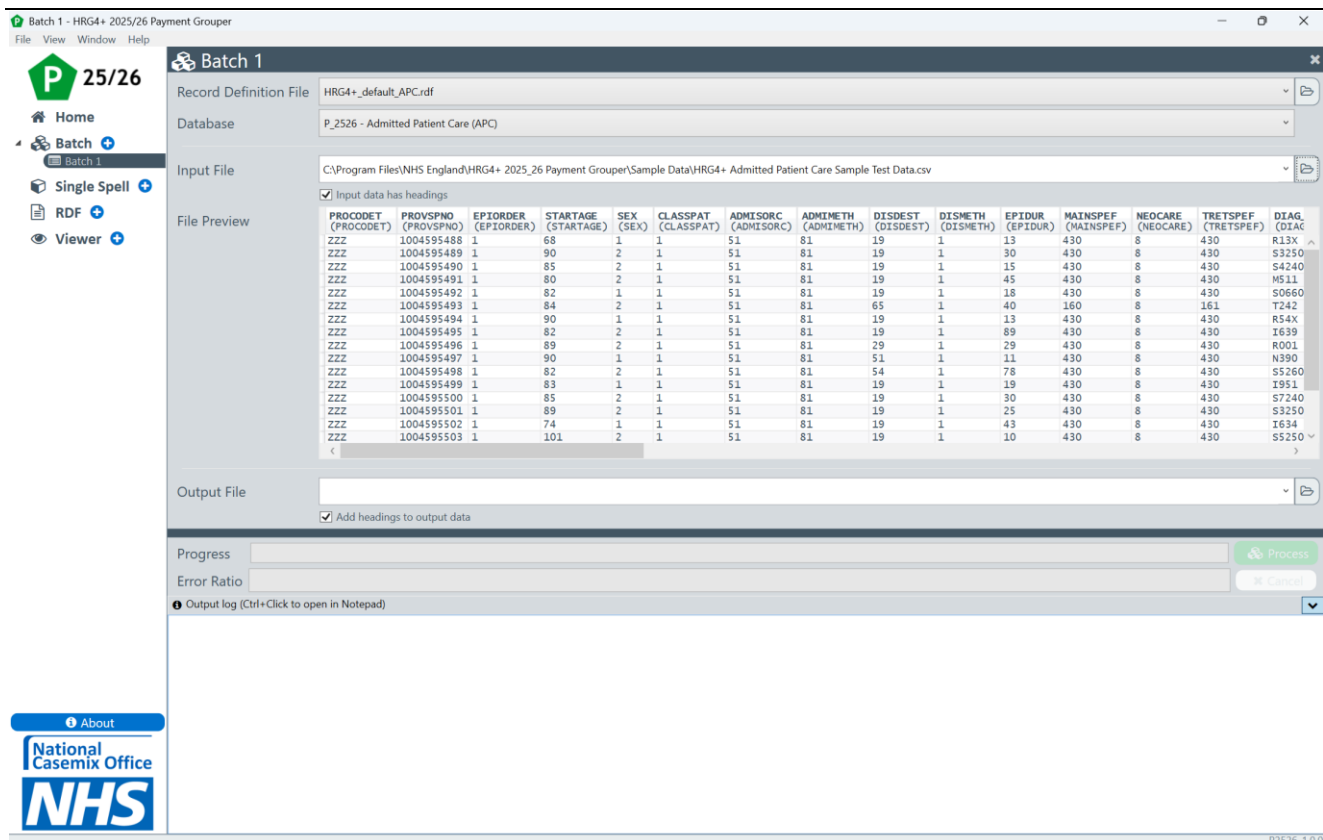 Batch 1 - HRG4+ 2025/26 Payment Grouper
File View Window Help
P 25/26
Home
Batch
Batch 1
Single Spell
RDF
Viewer
Batch 1
Record Definition File HRG4+_default_APC.rdf
Database P_2526 - Admitted Patient Care (APC)
Input File C:\Program Files\NHS England\HRG4+ 2025_26 Payment Grouper\Sample Data\HRG4+ Admitted Patient Care Sample Test Data.csv
Input data has headings
File Preview
PROCODET PROVSPNO EPIORDER STARTAGE SEX CLASSPAT ADMISORC ADMIMETH DISDEST DISMETH EPIDUR MAINSPEF NEOCARE TRETSPEF DIAG_
(PROCODET) (PROVSPNO) (EPIORDER) (STARTAGE) (SEX) (CLASSPAT) (ADMISORC) (ADMIMETH) (DISDEST) (DISMETH) (EPIDUR) (MAINSPEF) (NEOCARE) (TRETSPEF) (DIAG
ZZZ 1004595488 1 68 1 1 51 81 19 1 13 430 8 430 R13X
ZZZ 1004595489 1 90 2 1 51 81 19 1 30 430 8 430 S3250
ZZZ 1004595490 1 85 2 1 51 81 19 1 15 430 8 430 S4240
ZZZ 1004595491 1 80 2 1 51 81 19 1 45 430 8 430 M511
ZZZ 1004595492 1 82 1 1 51 81 19 1 18 430 8 430 S0660
ZZZ 1004595493 1 84 2 1 51 81 65 1 40 160 8 161 T242
ZZZ 1004595494 1 90 1 1 51 81 19 1 13 430 8 430 R54X
ZZZ 1004595495 1 82 2 1 51 81 19 1 89 430 8 430 I639
ZZZ 1004595496 1 89 2 1 51 81 29 1 29 430 8 430 R001
ZZZ 1004595497 1 90 1 1 51 81 51 1 11 430 8 430 N390
ZZZ 1004595498 1 82 2 1 51 81 54 1 78 430 8 430 S5260
ZZZ 1004595499 1 83 1 1 51 81 19 1 19 430 8 430 I951
ZZZ 1004595500 1 85 2 1 51 81 19 1 30 430 8 430 S7240
ZZZ 1004595501 1 89 2 1 51 81 19 1 25 430 8 430 S3250
ZZZ 1004595502 1 74 1 1 51 81 19 1 43 430 8 430 I634
ZZZ 1004595503 1 101 2 1 51 81 19 1 10 430 8 430 S5250
Output File
Add headings to output data
Progress
Process
Error Ratio
Cancel
Output log (Ctrl+Click to open in Notepad)
About
National
Casemix Office
NHS